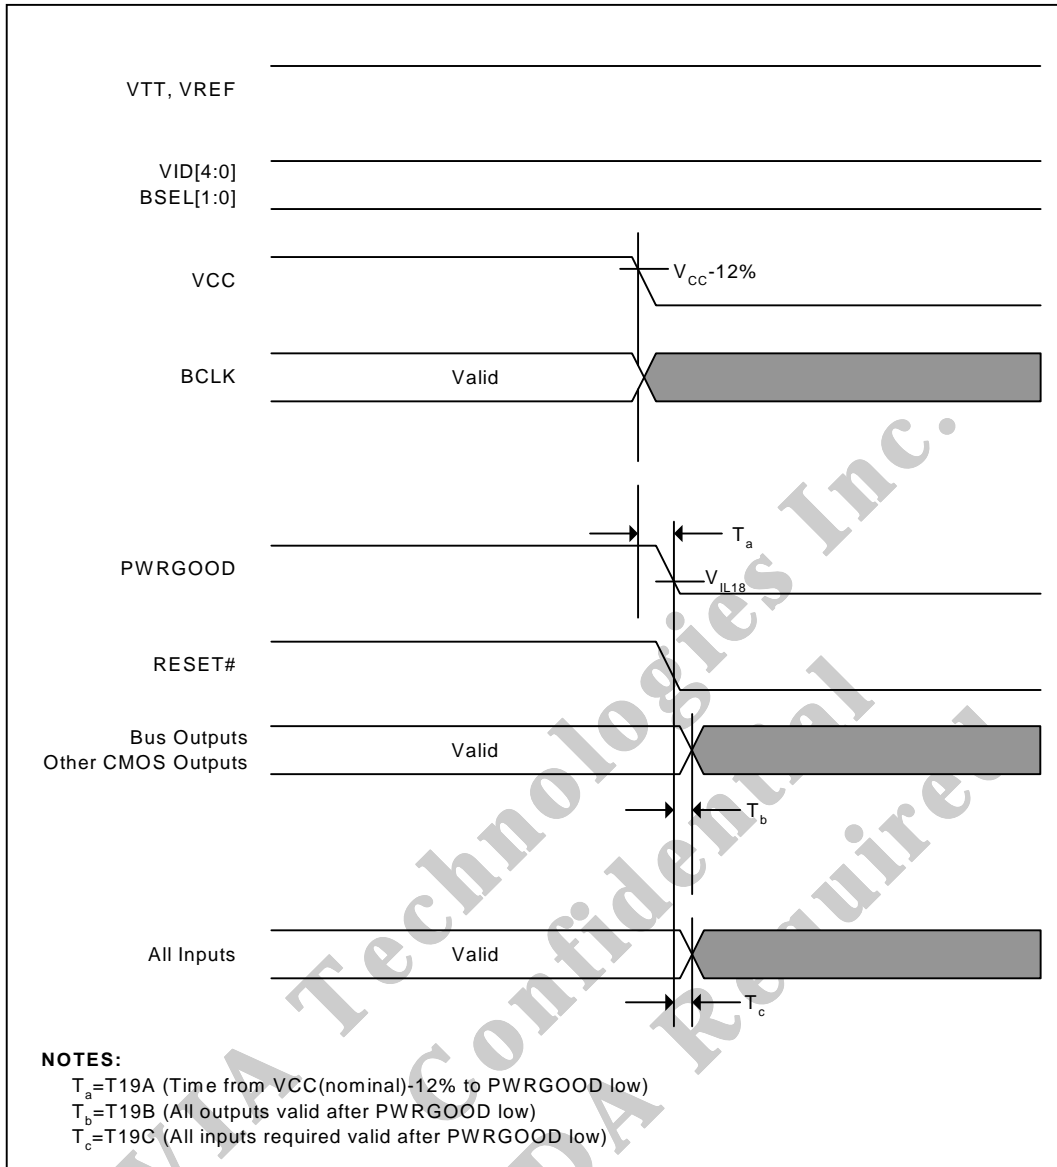 VTT, VREF
VID[4:0]
BSEL[1:0]
VCC
VCC-12%
BCLK
Valid
Ta
PWRGOOD
VIL18
RESET#
Bus Outputs
Other CMOS Outputs
Valid
Tb
All Inputs
Valid
Tc
NOTES:
Ta=T19A (Time from VCC(nominal)-12% to PWRGOOD low)
Tb=T19B (All outputs valid after PWRGOOD low)
Tc=T19C (All inputs required valid after PWRGOOD low)
VIA Technologies Inc.
Confidential
DA Required